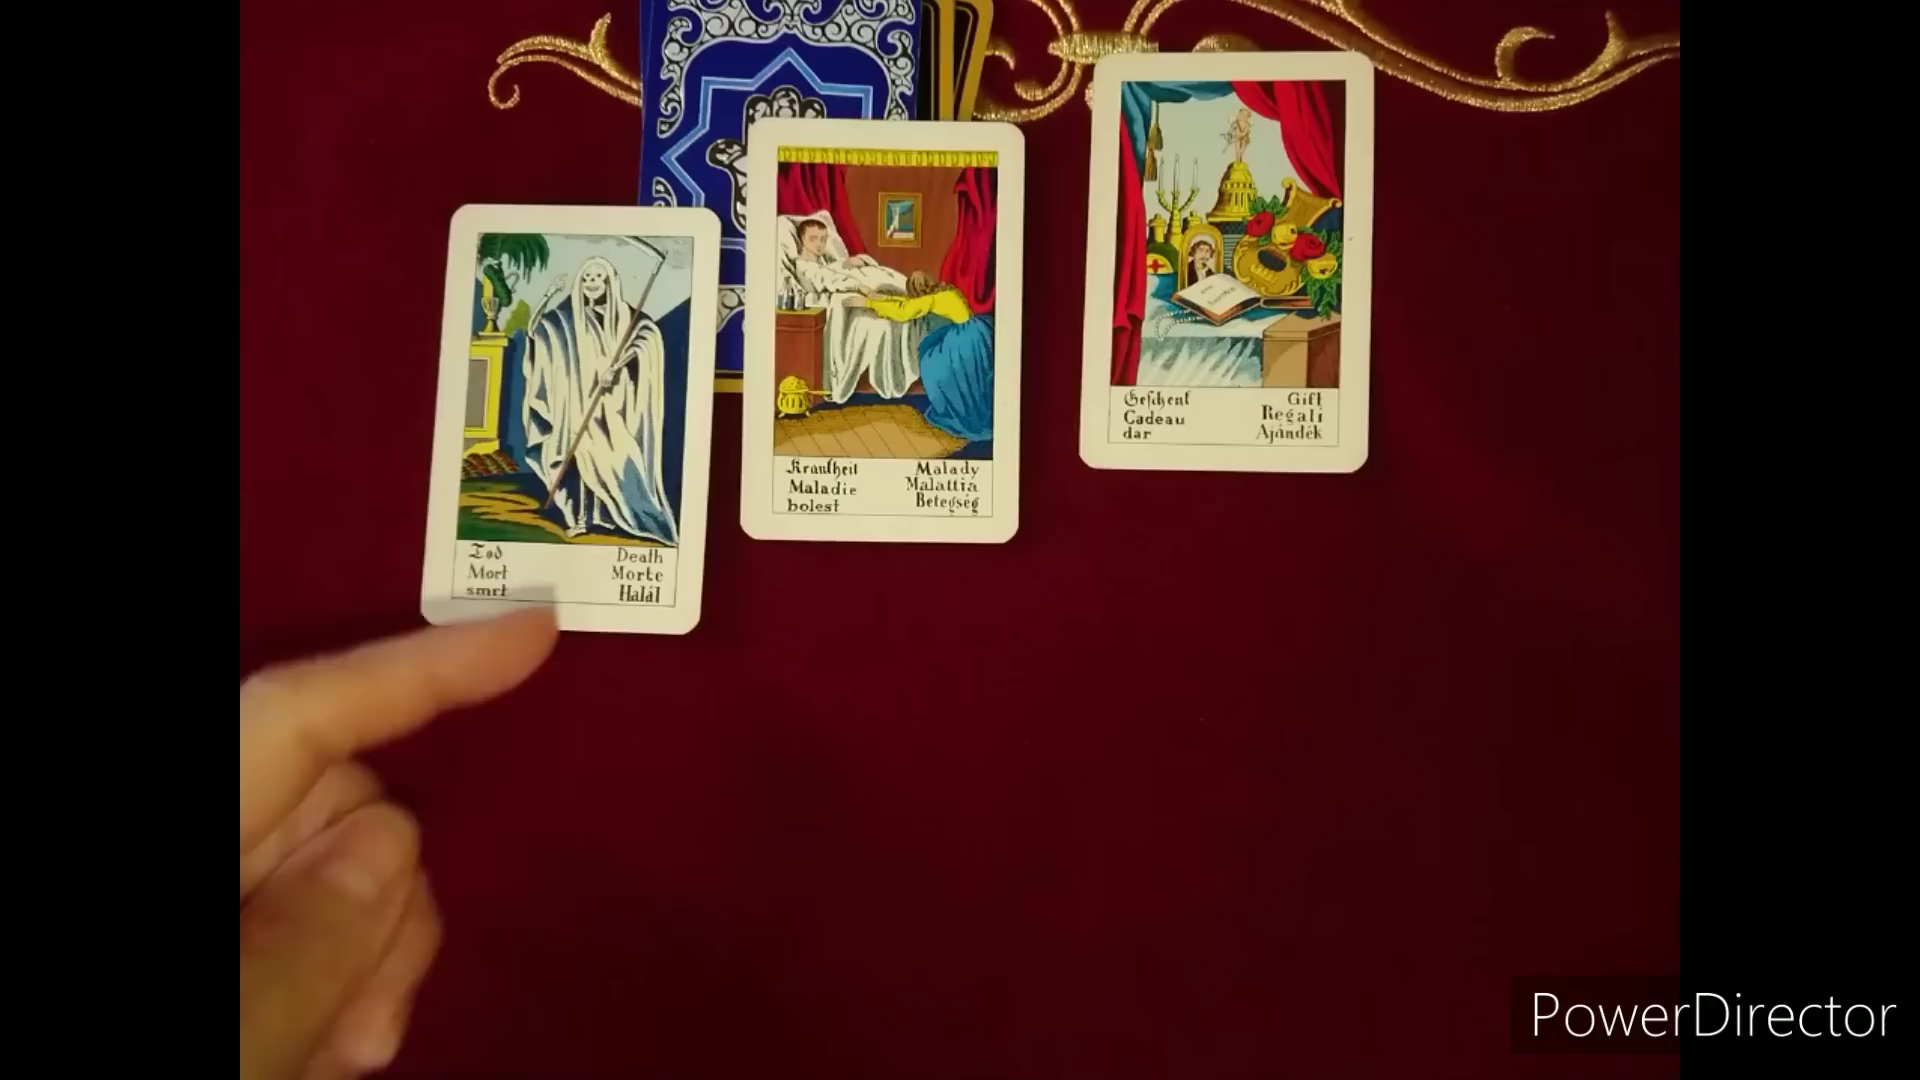 Tod Death
Mort Morte
smrt Halál
Krankheit Malady
Maladie Malattia
bolest Betegség
Geschenk Gift
Cadeau Regali
dar Ajándék
PowerDirector